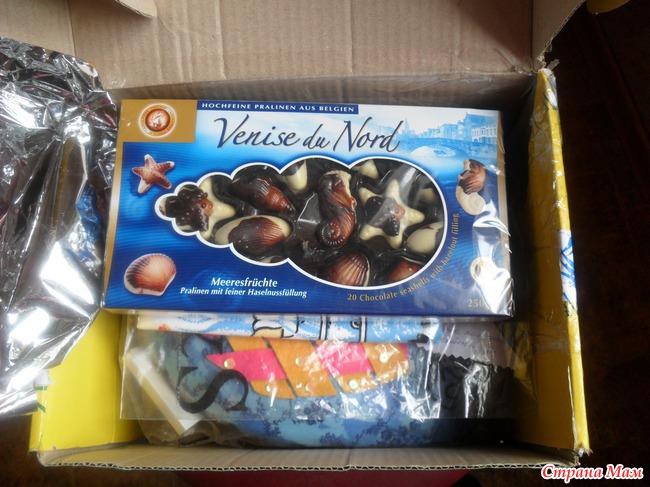 HOCHFEINE PRALINEN AUS BELGIEN
Venise du Nord
Meeresfrüchte
Pralinen mit feiner Haselnussfüllung
20 Chocolate seashells with hazelnut filling
250
S
Страна Мам